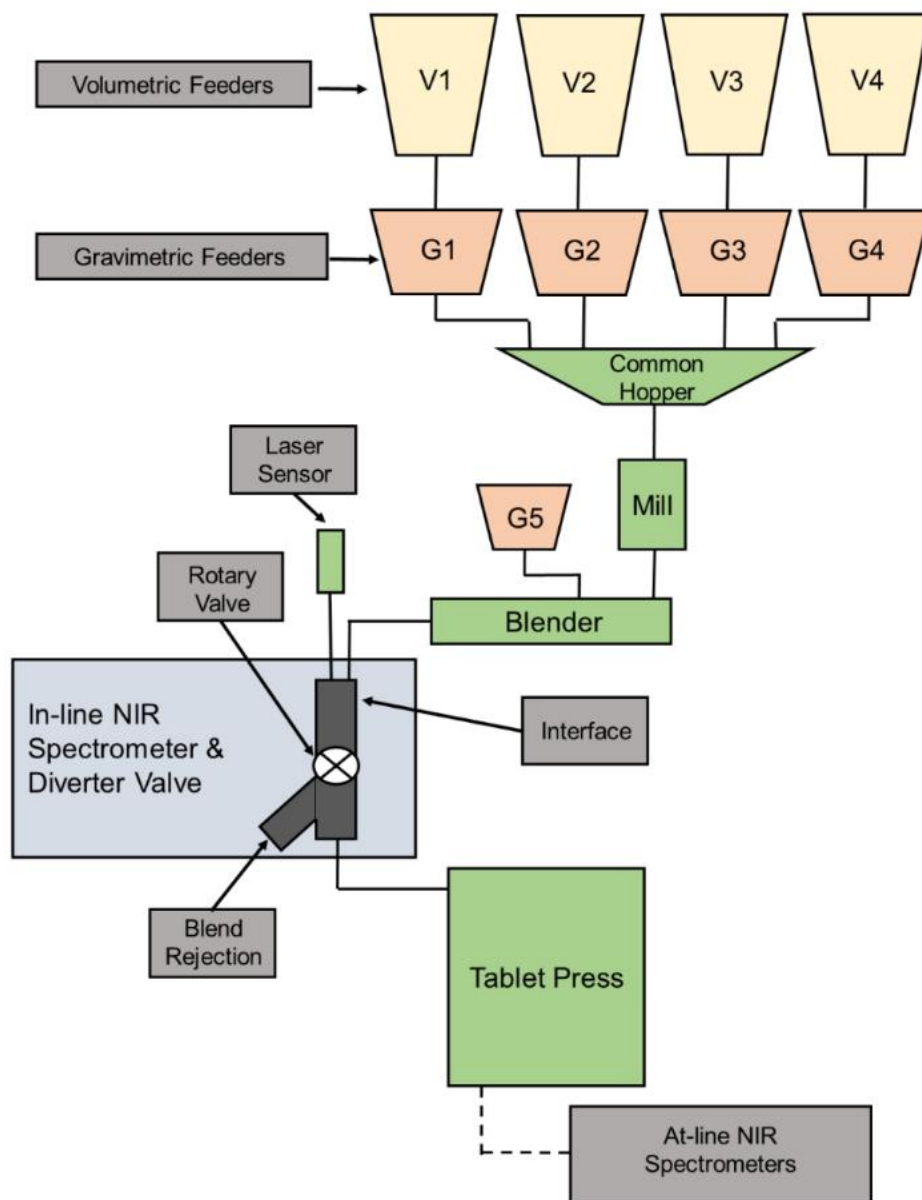 Volumetric Feeders
V1
V2
V3
V4
Gravimetric Feeders
G1
G2
G3
G4
Common
Hopper
Laser
Sensor
G5
Mill
Rotary
Valve
Blender
In-line NIR
Spectrometer &
Diverter Valve
Interface
Blend
Rejection
Tablet Press
At-line NIR
Spectrometers